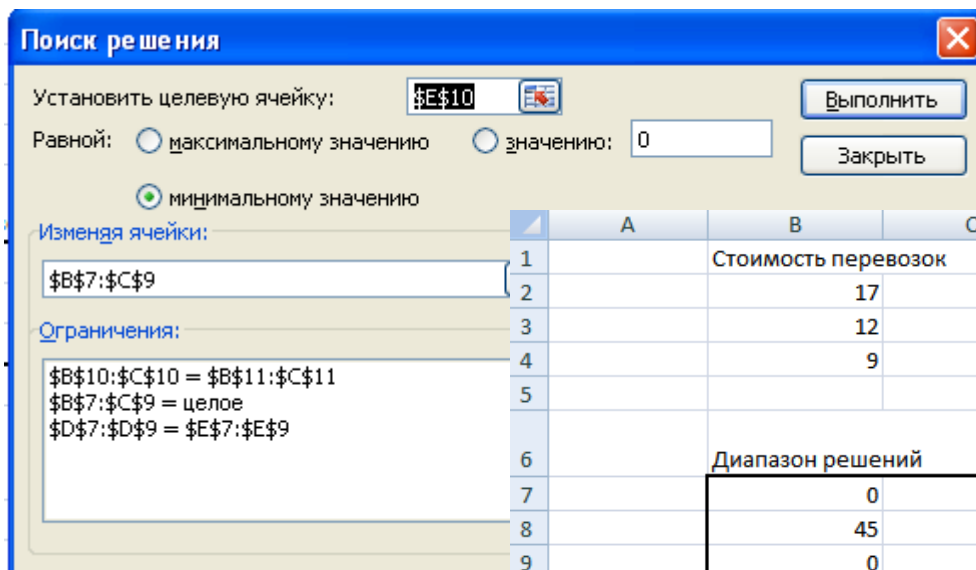 Поиск решения
Установить целевую ячейку: $E$10
Выполнить
Равной: максимальному значению значению: 0
Закрыть
минимальному значению
Изменяя ячейки:
$B$7:$C$9
Ограничения:
$B$10:$C$10 = $B$11:$C$11
$B$7:$C$9 = целое
$D$7:$D$9 = $E$7:$E$9
A B C
1 Стоимость перевозок
2 17
3 12
4 9
5
6 Диапазон решений
7 0
8 45
9 0